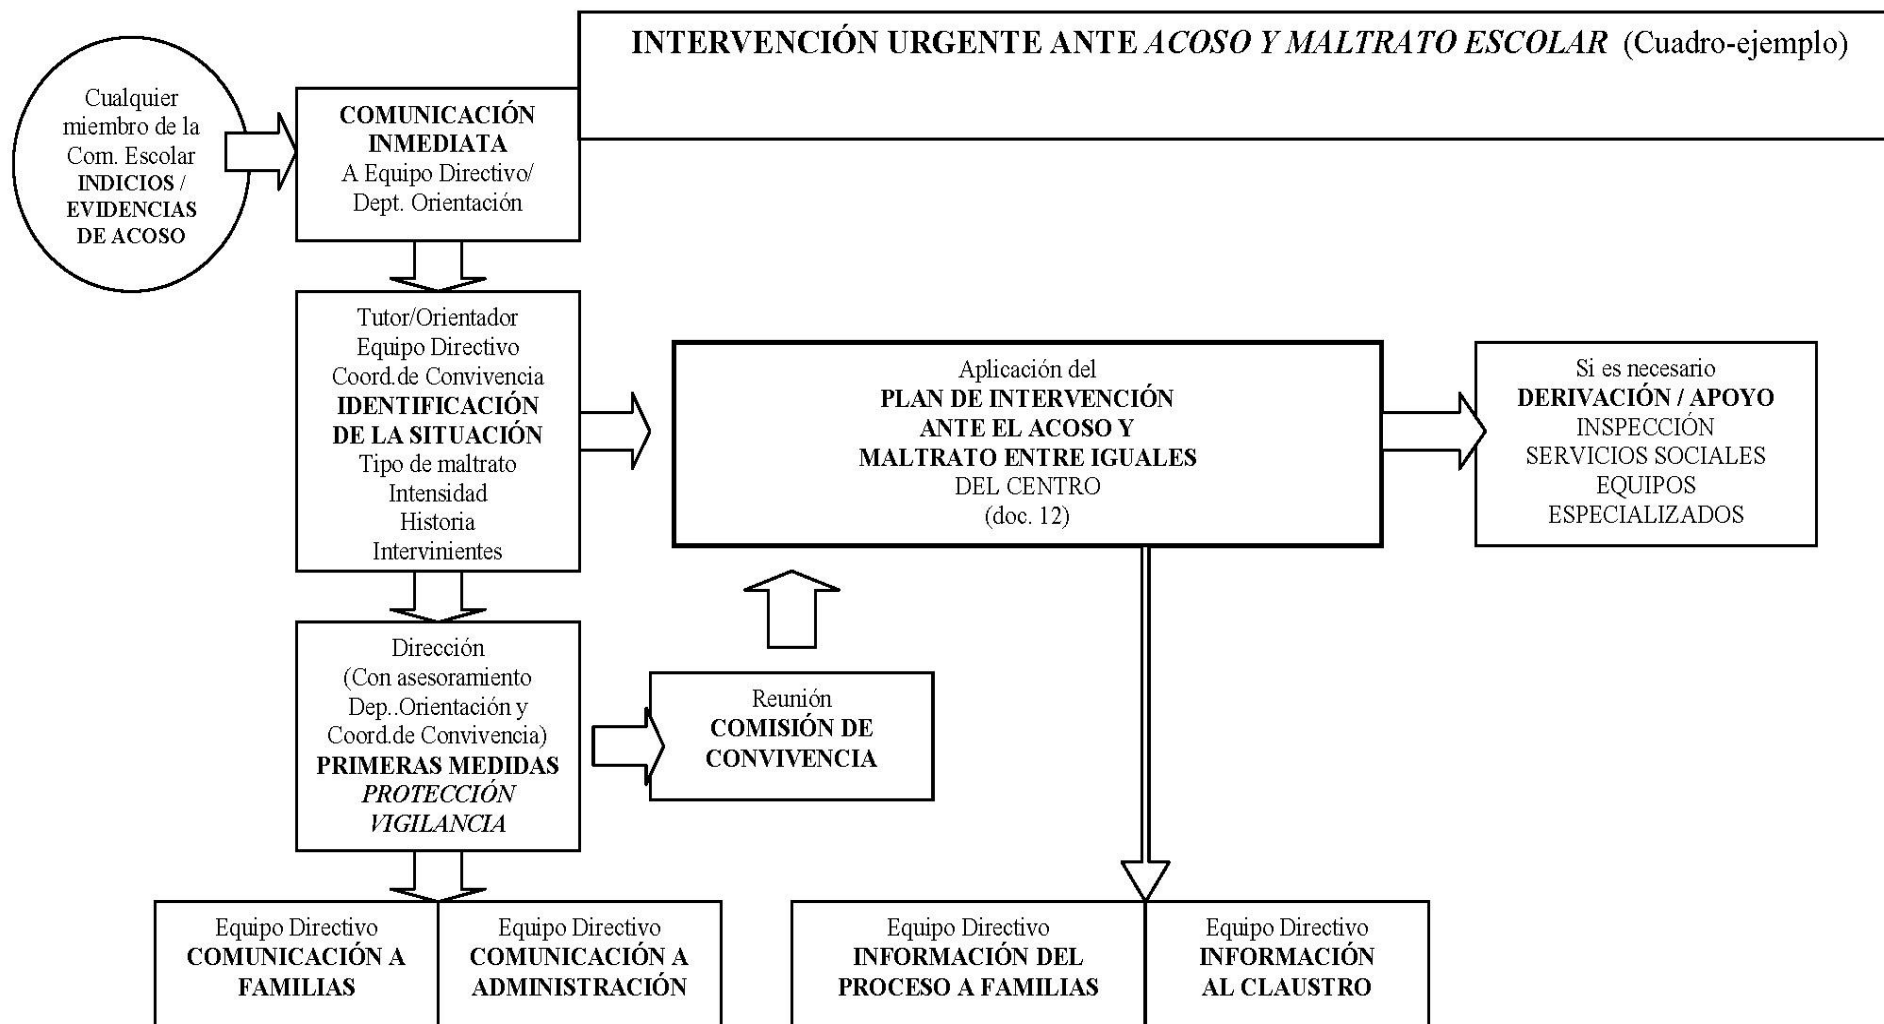 INTERVENCIÓN URGENTE ANTE ACOSO Y MALTRATO ESCOLAR (Cuadro-ejemplo)
Cualquier
miembro de la
Com. Escolar
INDICIOS /
EVIDENCIAS
DE ACOSO
COMUNICACIÓN
INMEDIATA
A Equipo Directivo/
Dept. Orientación
Tutor/Orientador
Equipo Directivo
Coord.de Convivencia
IDENTIFICACIÓN
DE LA SITUACIÓN
Tipo de maltrato
Intensidad
Historia
Intervinientes
Aplicación del
PLAN DE INTERVENCIÓN
ANTE EL ACOSO Y
MALTRATO ENTRE IGUALES
DEL CENTRO
(doc. 12)
Si es necesario
DERIVACIÓN / APOYO
INSPECCIÓN
SERVICIOS SOCIALES
EQUIPOS
ESPECIALIZADOS
Dirección
(Con asesoramiento
Dep..Orientación y
Coord.de Convivencia)
PRIMERAS MEDIDAS
PROTECCIÓN
VIGILANCIA
Reunión
COMISIÓN DE
CONVIVENCIA
Equipo Directivo
COMUNICACIÓN A
FAMILIAS
Equipo Directivo
COMUNICACIÓN A
ADMINISTRACIÓN
Equipo Directivo
INFORMACIÓN DEL
PROCESO A FAMILIAS
Equipo Directivo
INFORMACIÓN
AL CLAUSTRO